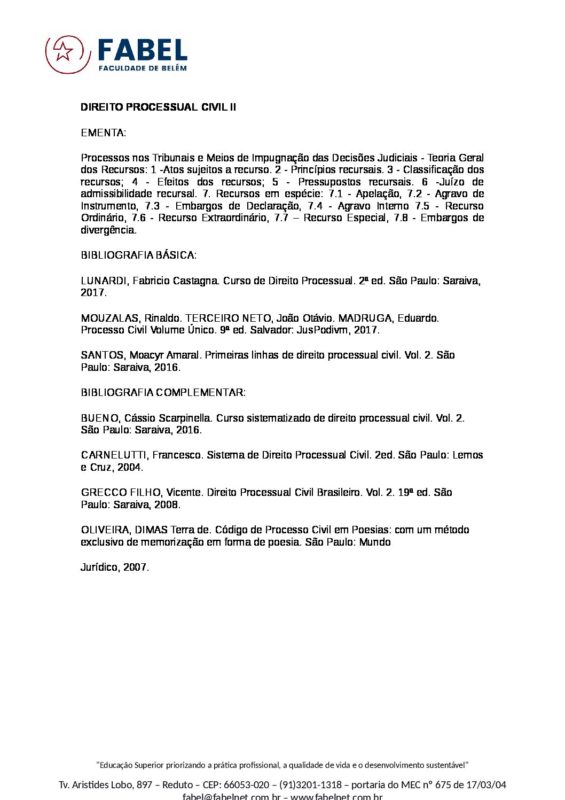 FABEL
FACULDADE DE BELÉM
DIREITO PROCESSUAL CIVIL II
EMENTA:
Processos nos Tribunais e Meios de Impugnação das Decisões Judiciais - Teoria Geral
dos Recursos: 1 -Atos sujeitos a recurso. 2 - Princípios recursais. 3 - Classificação dos
recursos; 4 - Efeitos dos recursos; 5 - Pressupostos recursais. 6 -Juízo de
admissibilidade recursal. 7. Recursos em espécie: 7.1 - Apelação, 7.2 - Agravo de
Instrumento, 7.3 - Embargos de Declaração, 7.4 - Agravo Interno 7.5 - Recurso
Ordinário, 7.6 - Recurso Extraordinário, 7.7 – Recurso Especial, 7.8 - Embargos de
divergência.
BIBLIOGRAFIA BÁSICA:
LUNARDI, Fabricio Castagna. Curso de Direito Processual. 2ª ed. São Paulo: Saraiva,
2017.
MOUZALAS, Rinaldo. TERCEIRO NETO, João Otávio. MADRUGA, Eduardo.
Processo Civil Volume Único. 9ª ed. Salvador: JusPodivm, 2017.
SANTOS, Moacyr Amaral. Primeiras linhas de direito processual civil. Vol. 2. São
Paulo: Saraiva, 2016.
BIBLIOGRAFIA COMPLEMENTAR:
BUENO, Cássio Scarpinella. Curso sistematizado de direito processual civil. Vol. 2.
São Paulo: Saraiva, 2016.
CARNELUTTI, Francesco. Sistema de Direito Processual Civil. 2ed. São Paulo: Lemos
e Cruz, 2004.
GRECCO FILHO, Vicente. Direito Processual Civil Brasileiro. Vol. 2. 19ª ed. São
Paulo: Saraiva, 2008.
OLIVEIRA, DIMAS Terra de. Código de Processo Civil em Poesias: com um método
exclusivo de memorização em forma de poesia. São Paulo: Mundo
Jurídico, 2007.
"Educação Superior priorizando a prática profissional, a qualidade de vida e o desenvolvimento sustentável"
Tv. Aristides Lobo, 897 – Reduto – CEP: 66053-020 – (91)3201-1318 – portaria do MEC nº 675 de 17/03/04
fabel@fabelnet.com.br – www.fabelnet.com.br